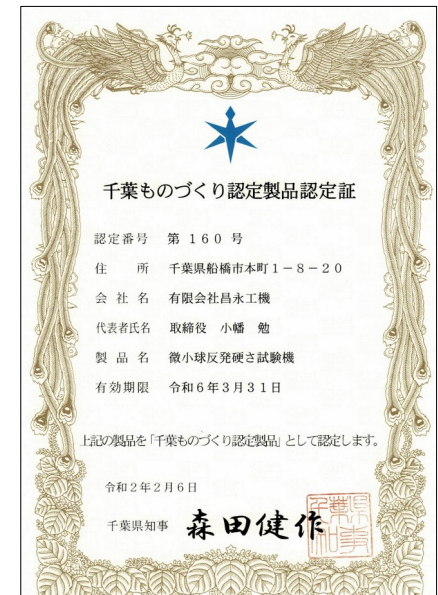 千葉ものづくり認定製品認定証
認定番号 第 160 号
住 所 千葉県船橋市本町1-8-20
会 社 名 有限会社昌永工機
代表者氏名 取締役 小幡 勉
製 品 名 微小球反発硬さ試験機
有効期限 令和6年3月31日
上記の製品を「千葉ものづくり認定製品」として認定します。
令和2年2月6日
千葉県知事 森田健作